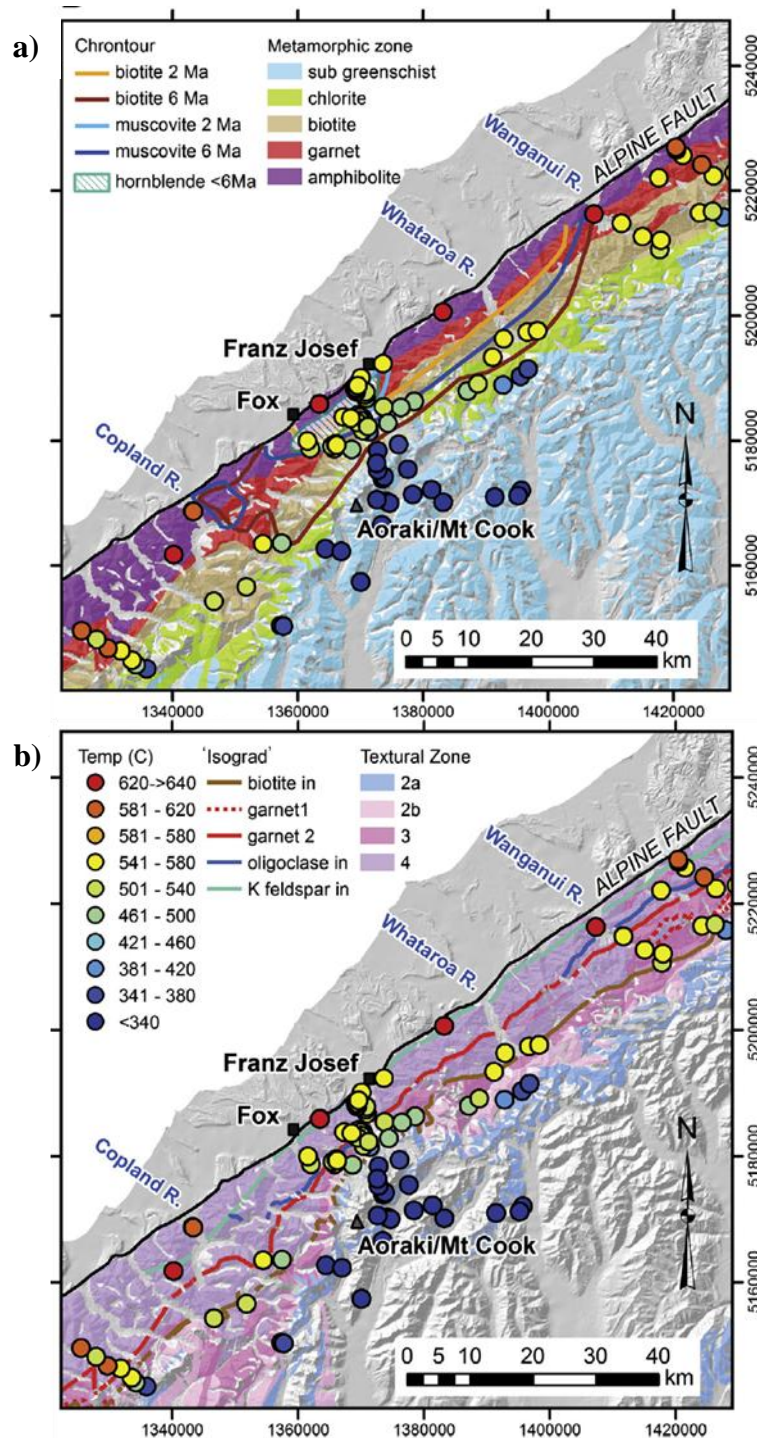 a)
Chrontour
biotite 2 Ma
biotite 6 Ma
muscovite 2 Ma
muscovite 6 Ma
hornblende <6Ma
Metamorphic zone
sub greenschist
chlorite
biotite
garnet
amphibolite
Wanganui R.
ALPINE FAULT
Whataroa R.
Franz Josef
Fox
Copland R.
Aoraki/Mt Cook
N
0 5 10 20 30 40
km
5240000
5220000
5200000
5180000
5160000
1340000 1360000 1380000 1400000 1420000
b)
Temp (C)
620->640
581 - 620
581 - 580
541 - 580
501 - 540
461 - 500
421 - 460
381 - 420
341 - 380
<340
'Isograd'
biotite in
garnet1
garnet 2
oligoclase in
K feldspar in
Textural Zone
2a
2b
3
4
Wanganui R.
ALPINE FAULT
Whataroa R.
Franz Josef
Fox
Copland R.
Aoraki/Mt Cook
N
0 5 10 20 30 40
km
5240000
5220000
5200000
5180000
5160000
1340000 1360000 1380000 1400000 1420000